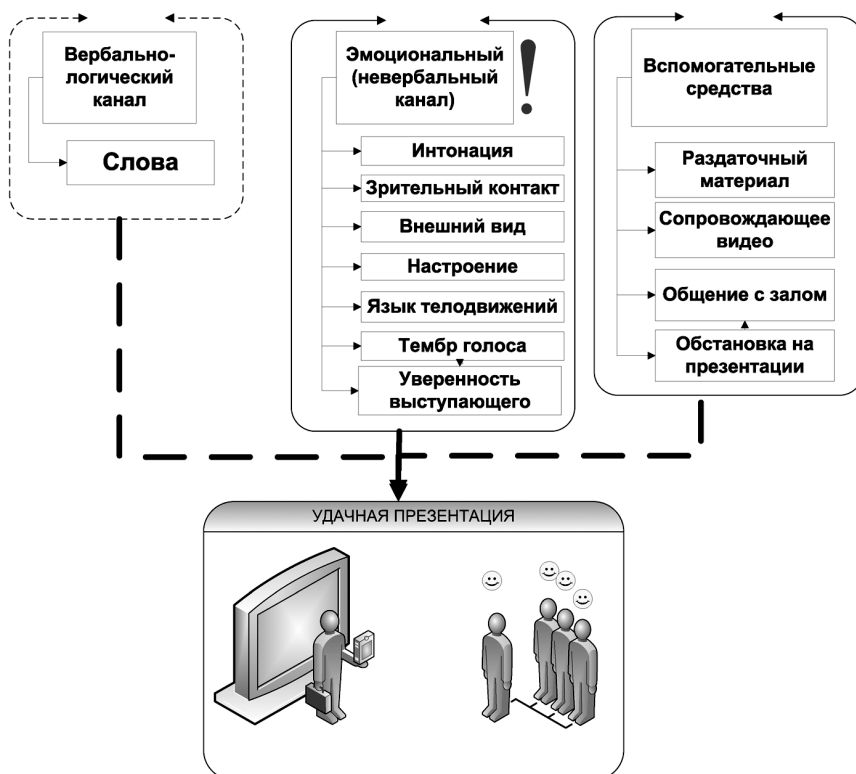 Вербально-
логический
канал
Слова
Эмоциональный
(невербальный
канал)
!
Интонация
Зрительный контакт
Внешний вид
Настроение
Язык телодвижений
Тембр голоса
Уверенность
выступающего
Вспомогательные
средства
Раздаточный
материал
Сопровождающее
видео
Общение с залом
Обстановка на
презентации
УДАЧНАЯ ПРЕЗЕНТАЦИЯ